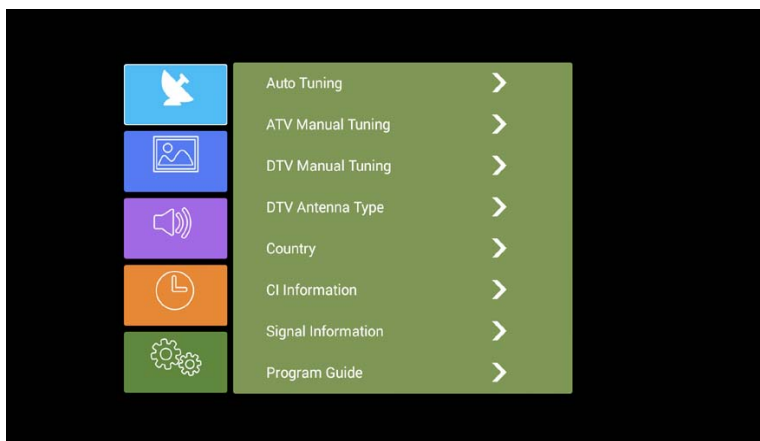 Auto Tuning
ATV Manual Tuning
DTV Manual Tuning
DTV Antenna Type
Country
CI Information
Signal Information
Program Guide